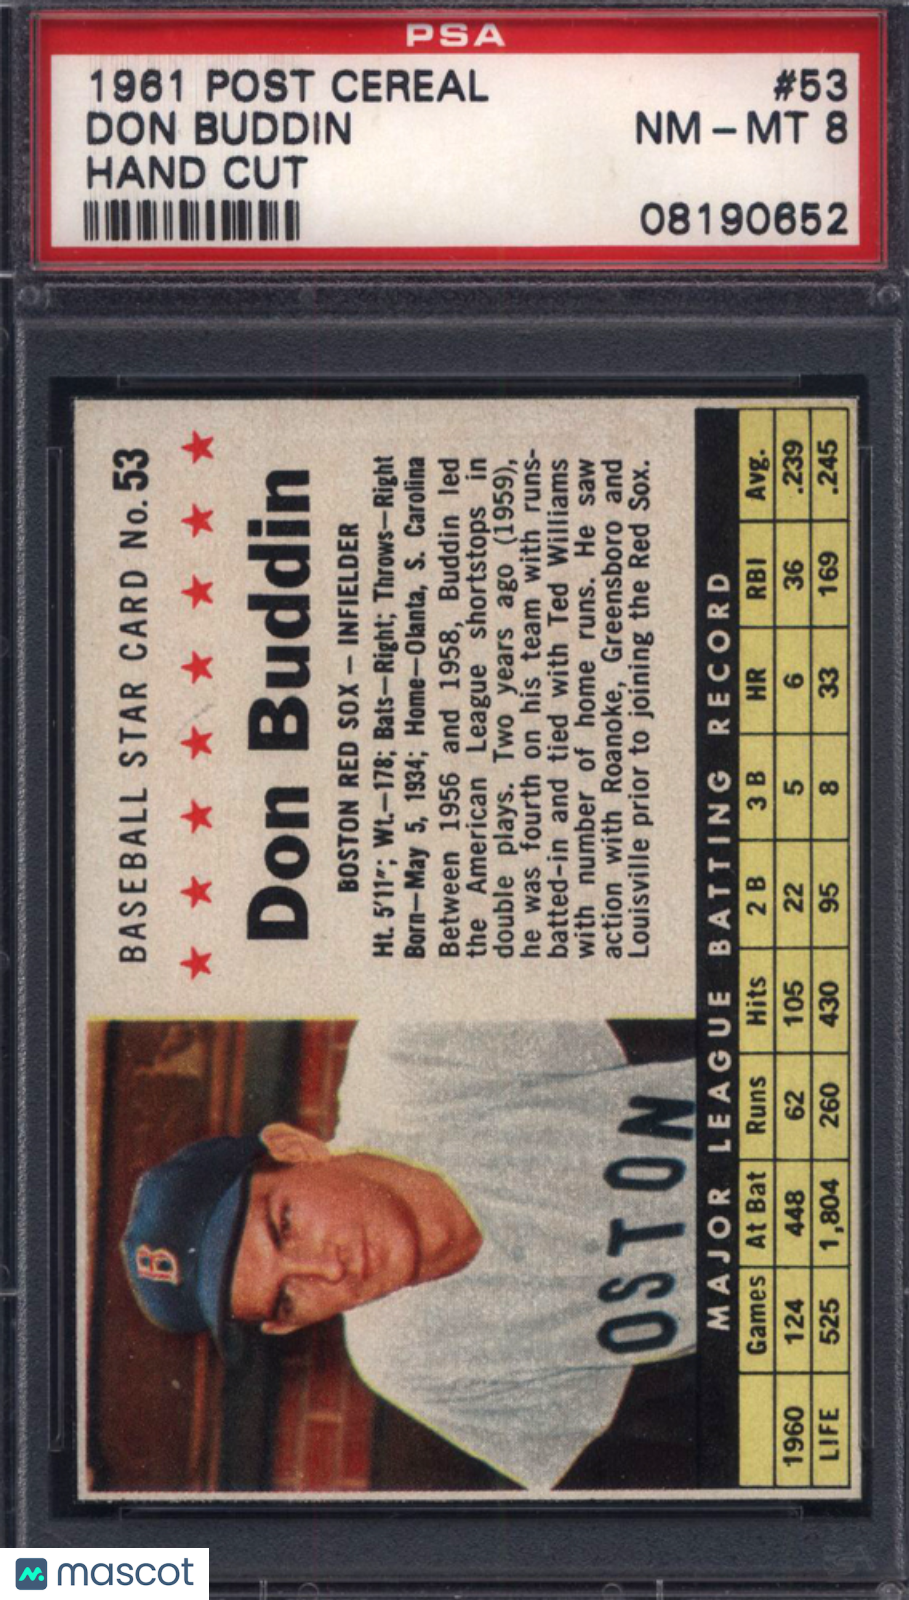 PSA
1961 POST CEREAL
#53
DON BUDDIN
NM - MT 8
HAND CUT
08190652
BASEBALL STAR CARD No. 53
Don Buddin
BOSTON RED SOX — INFIELDER
Ht. 5'11"; Wt.—178; Bats—Right; Throws—Right
Born—May 5, 1934; Home—Olanta, S. Carolina
Between 1956 and 1958, Buddin led
the American League shortstops in
double plays. Two years ago (1959),
he was fourth on his team with runs-
batted-in and tied with Ted Williams
with number of home runs. He saw
action with Roanoke, Greensboro and
Louisville prior to joining the Red Sox.
B
OSTON
MAJOR LEAGUE BATTING RECORD
Games At Bat Runs Hits 2 B 3 B HR RBI Avg.
1960 124 448 62 105 22 5 6 36 .239
LIFE 525 1,804 260 430 95 8 33 169 .245
mascot